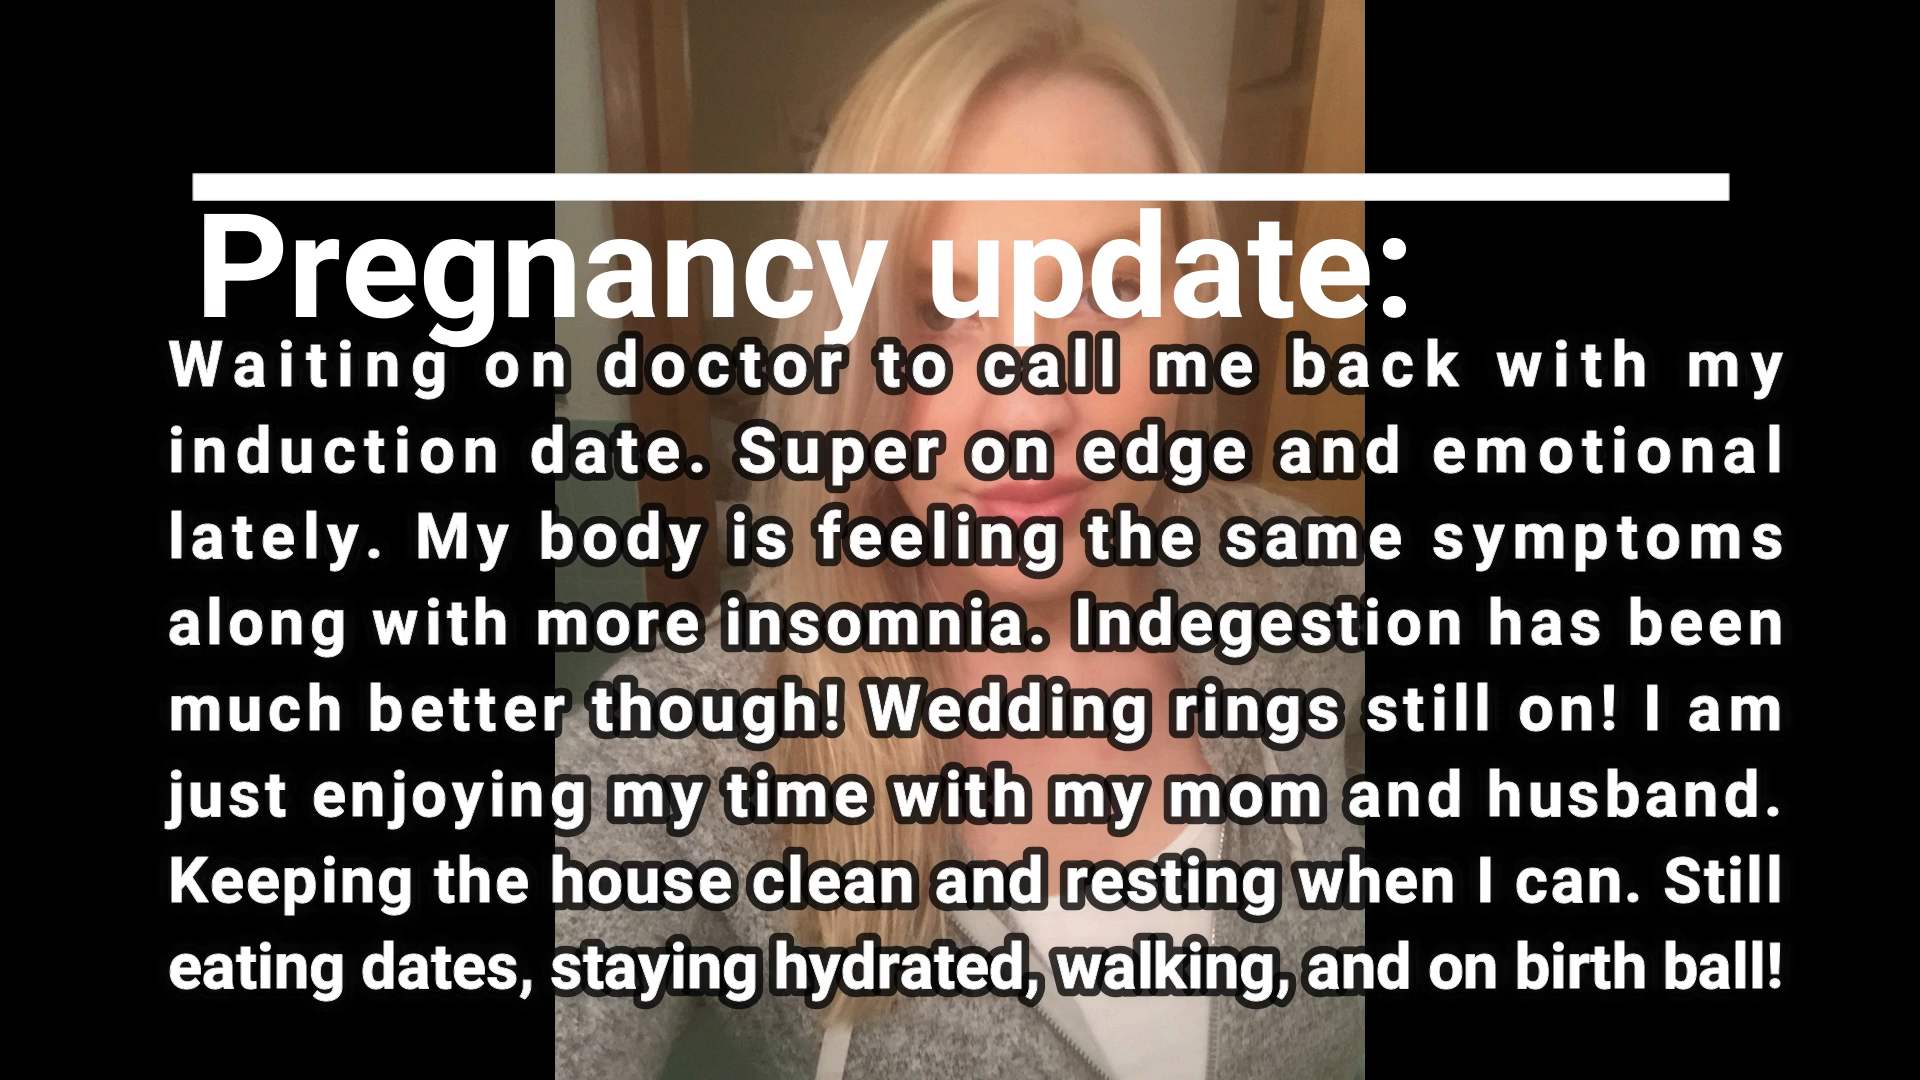 Pregnancy update:
Waiting on doctor to call me back with my
induction date. Super on edge and emotional
lately. My body is feeling the same symptoms
along with more insomnia. Indegestion has been
much better though! Wedding rings still on! I am
just enjoying my time with my mom and husband.
Keeping the house clean and resting when I can. Still
eating dates, staying hydrated, walking, and on birth ball!